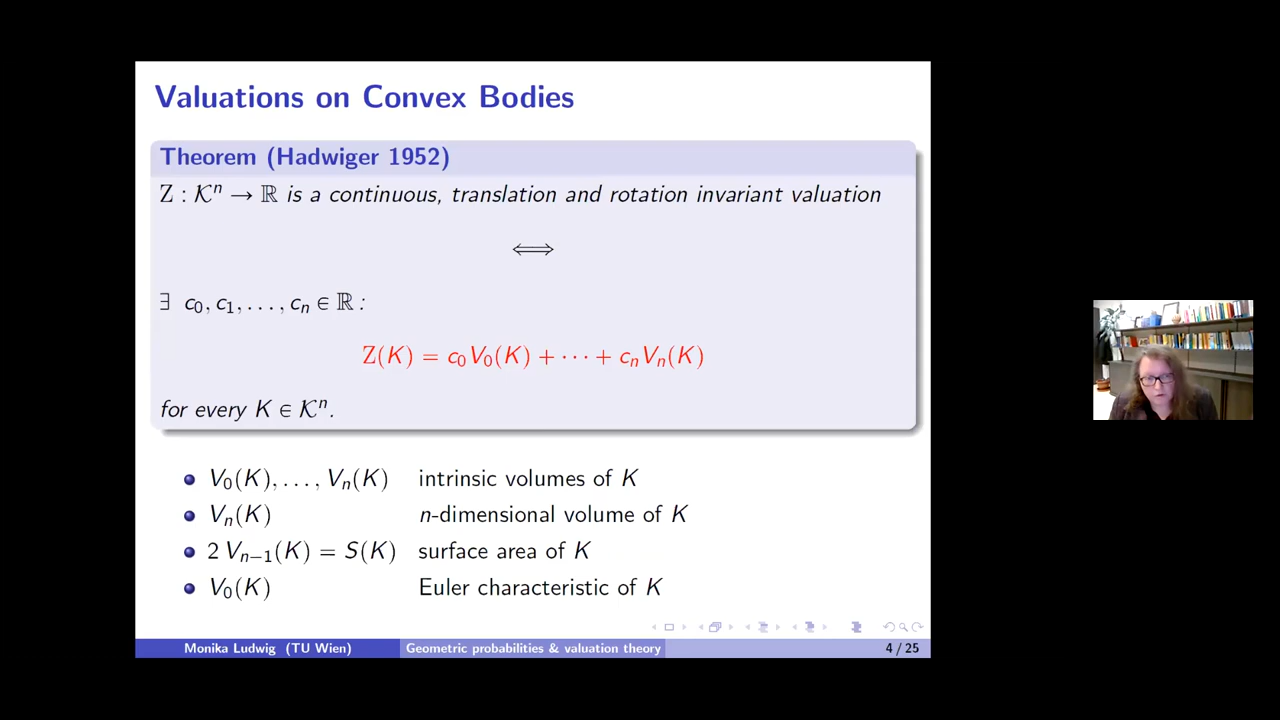 Valuations on Convex Bodies
Theorem (Hadwiger 1952)
Z : 𝒦ⁿ → ℝ is a continuous, translation and rotation invariant valuation
⟺
∃ c₀, c₁, . . . , cₙ ∈ ℝ :
Z(K) = c₀V₀(K) + · · · + cₙVₙ(K)
for every K ∈ 𝒦ⁿ.
V₀(K), . . . , Vₙ(K) intrinsic volumes of K
Vₙ(K) n-dimensional volume of K
2 Vₙ₋₁(K) = S(K) surface area of K
V₀(K) Euler characteristic of K
Monika Ludwig (TU Wien) Geometric probabilities & valuation theory 4 / 25